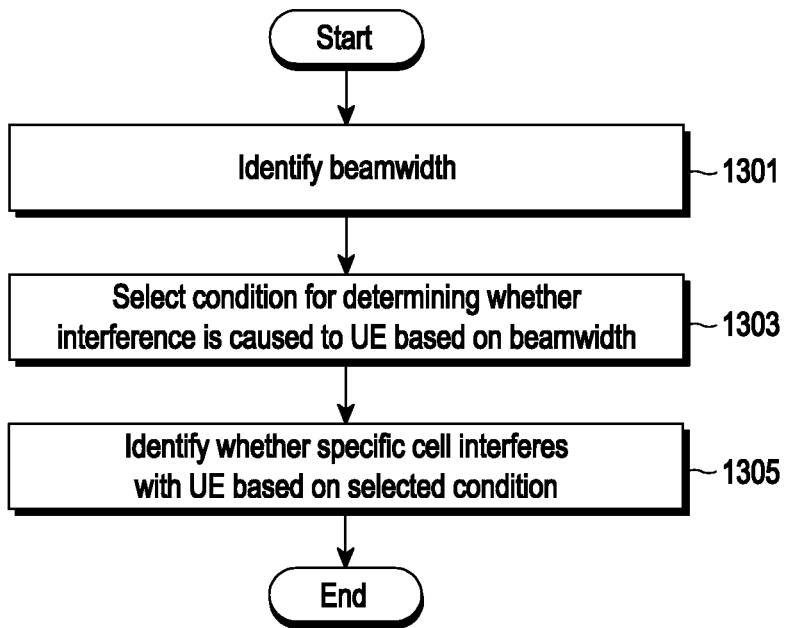 Start
Identify beamwidth
1301
Select condition for determining whether
interference is caused to UE based on beamwidth
1303
Identify whether specific cell interferes
with UE based on selected condition
1305
End